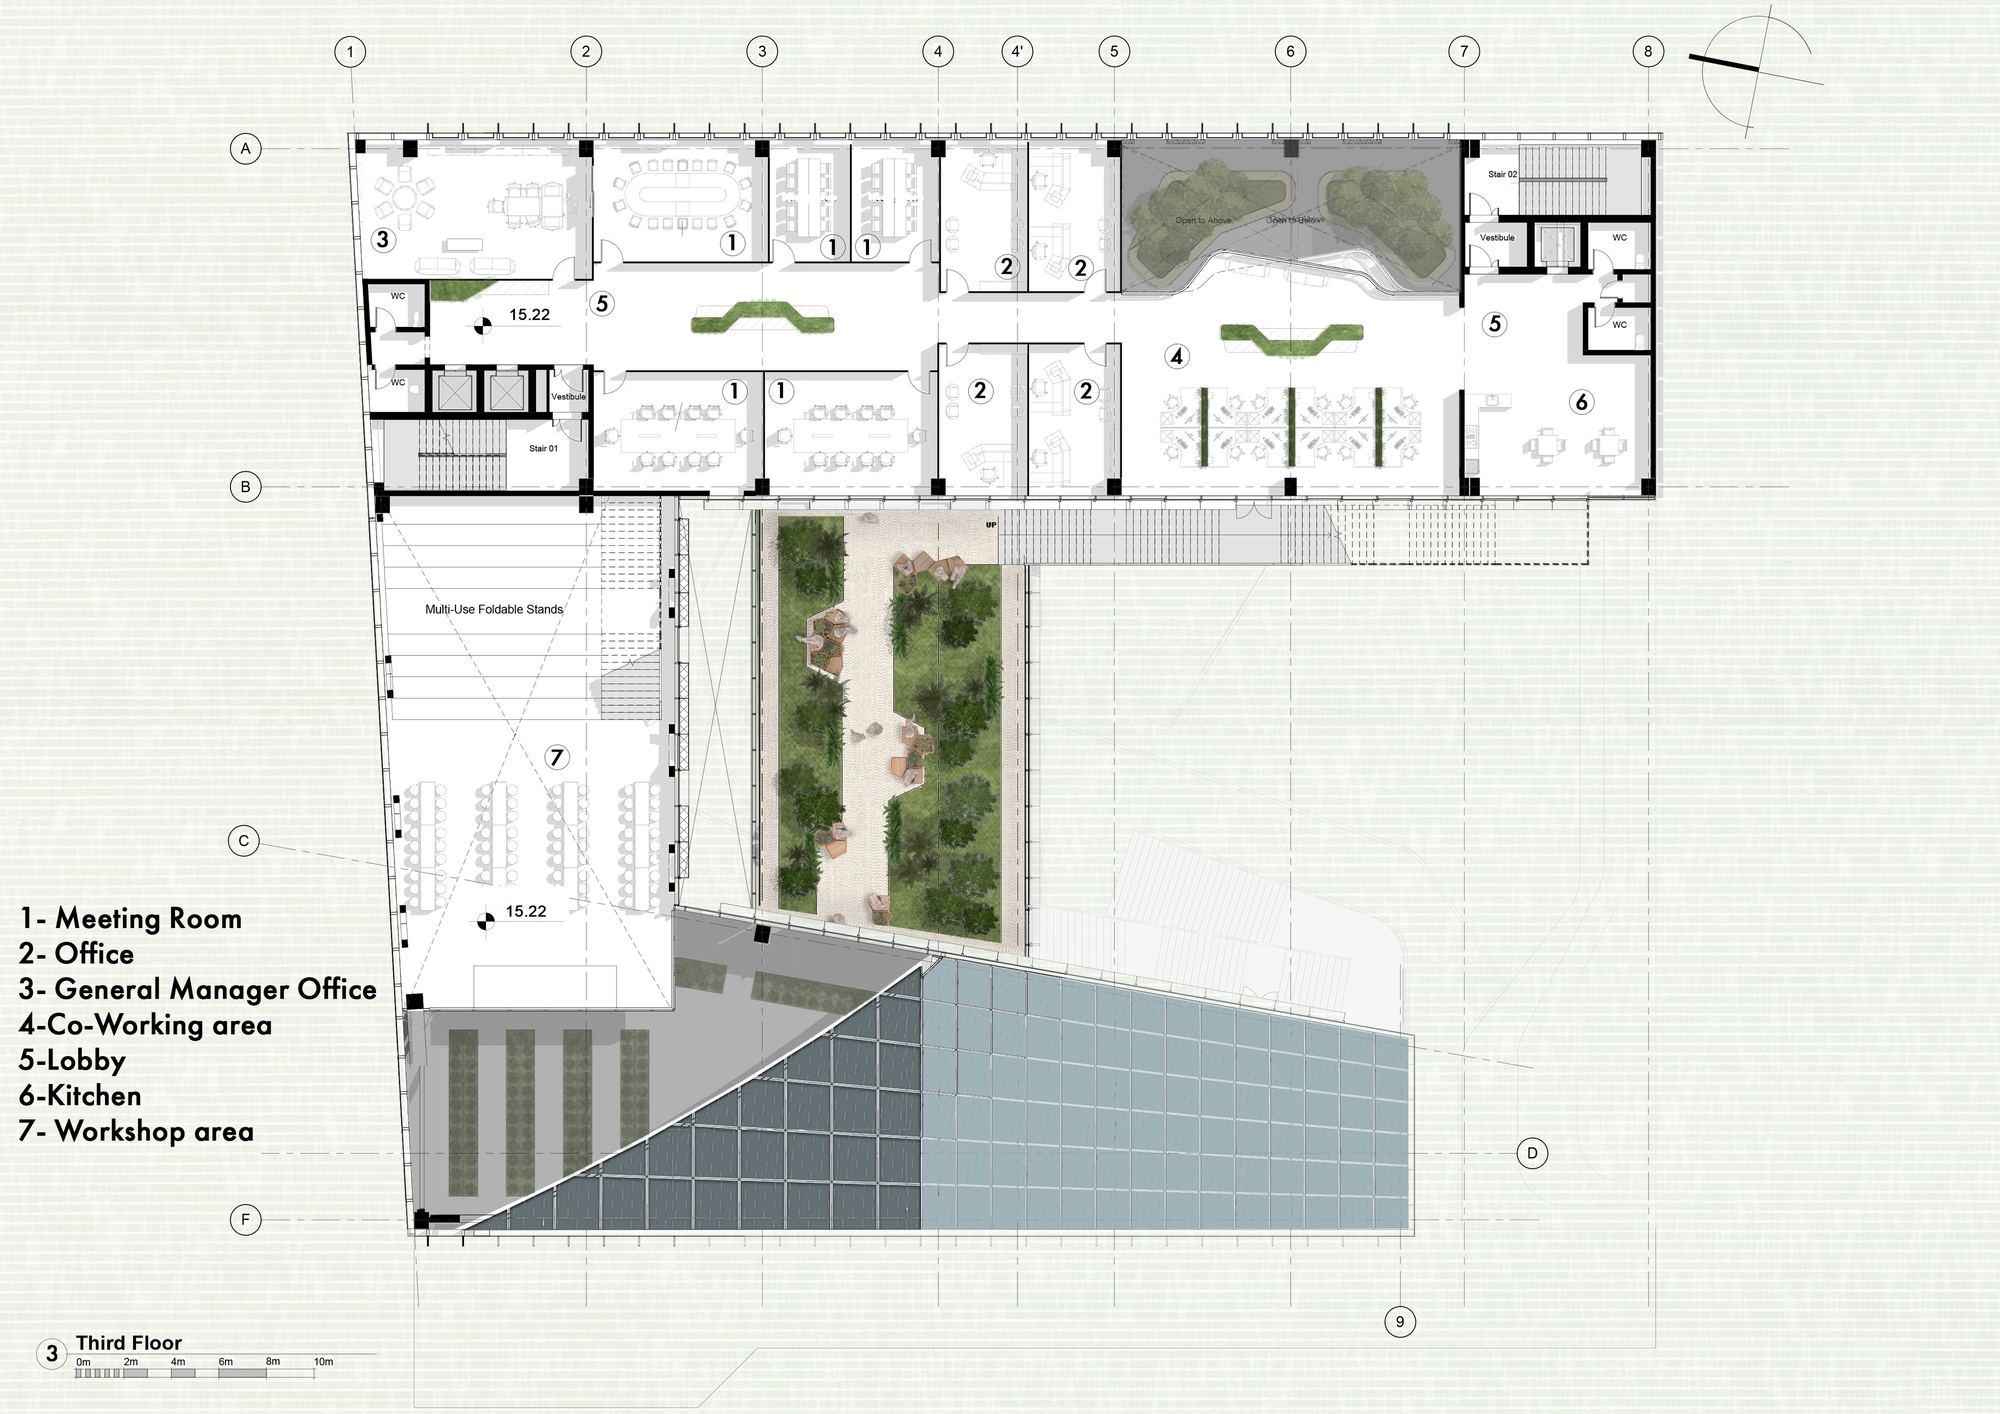 1 2 3 4 4' 5 6 7 8
A
Stair 02
Open to Above Open to Below
3 1 1 1 2 2
Vestibule WC
WC
5
15.22
5
WC
4
WC
Vestibule
1 1 2 2
6
Stair 01
B
UP
Multi-Use Foldable Stands
7
C
15.22
1- Meeting Room
2- Office
3- General Manager Office
4-Co-Working area
5-Lobby
6-Kitchen
7- Workshop area
D
F
9
3 Third Floor
0m 2m 4m 6m 8m 10m